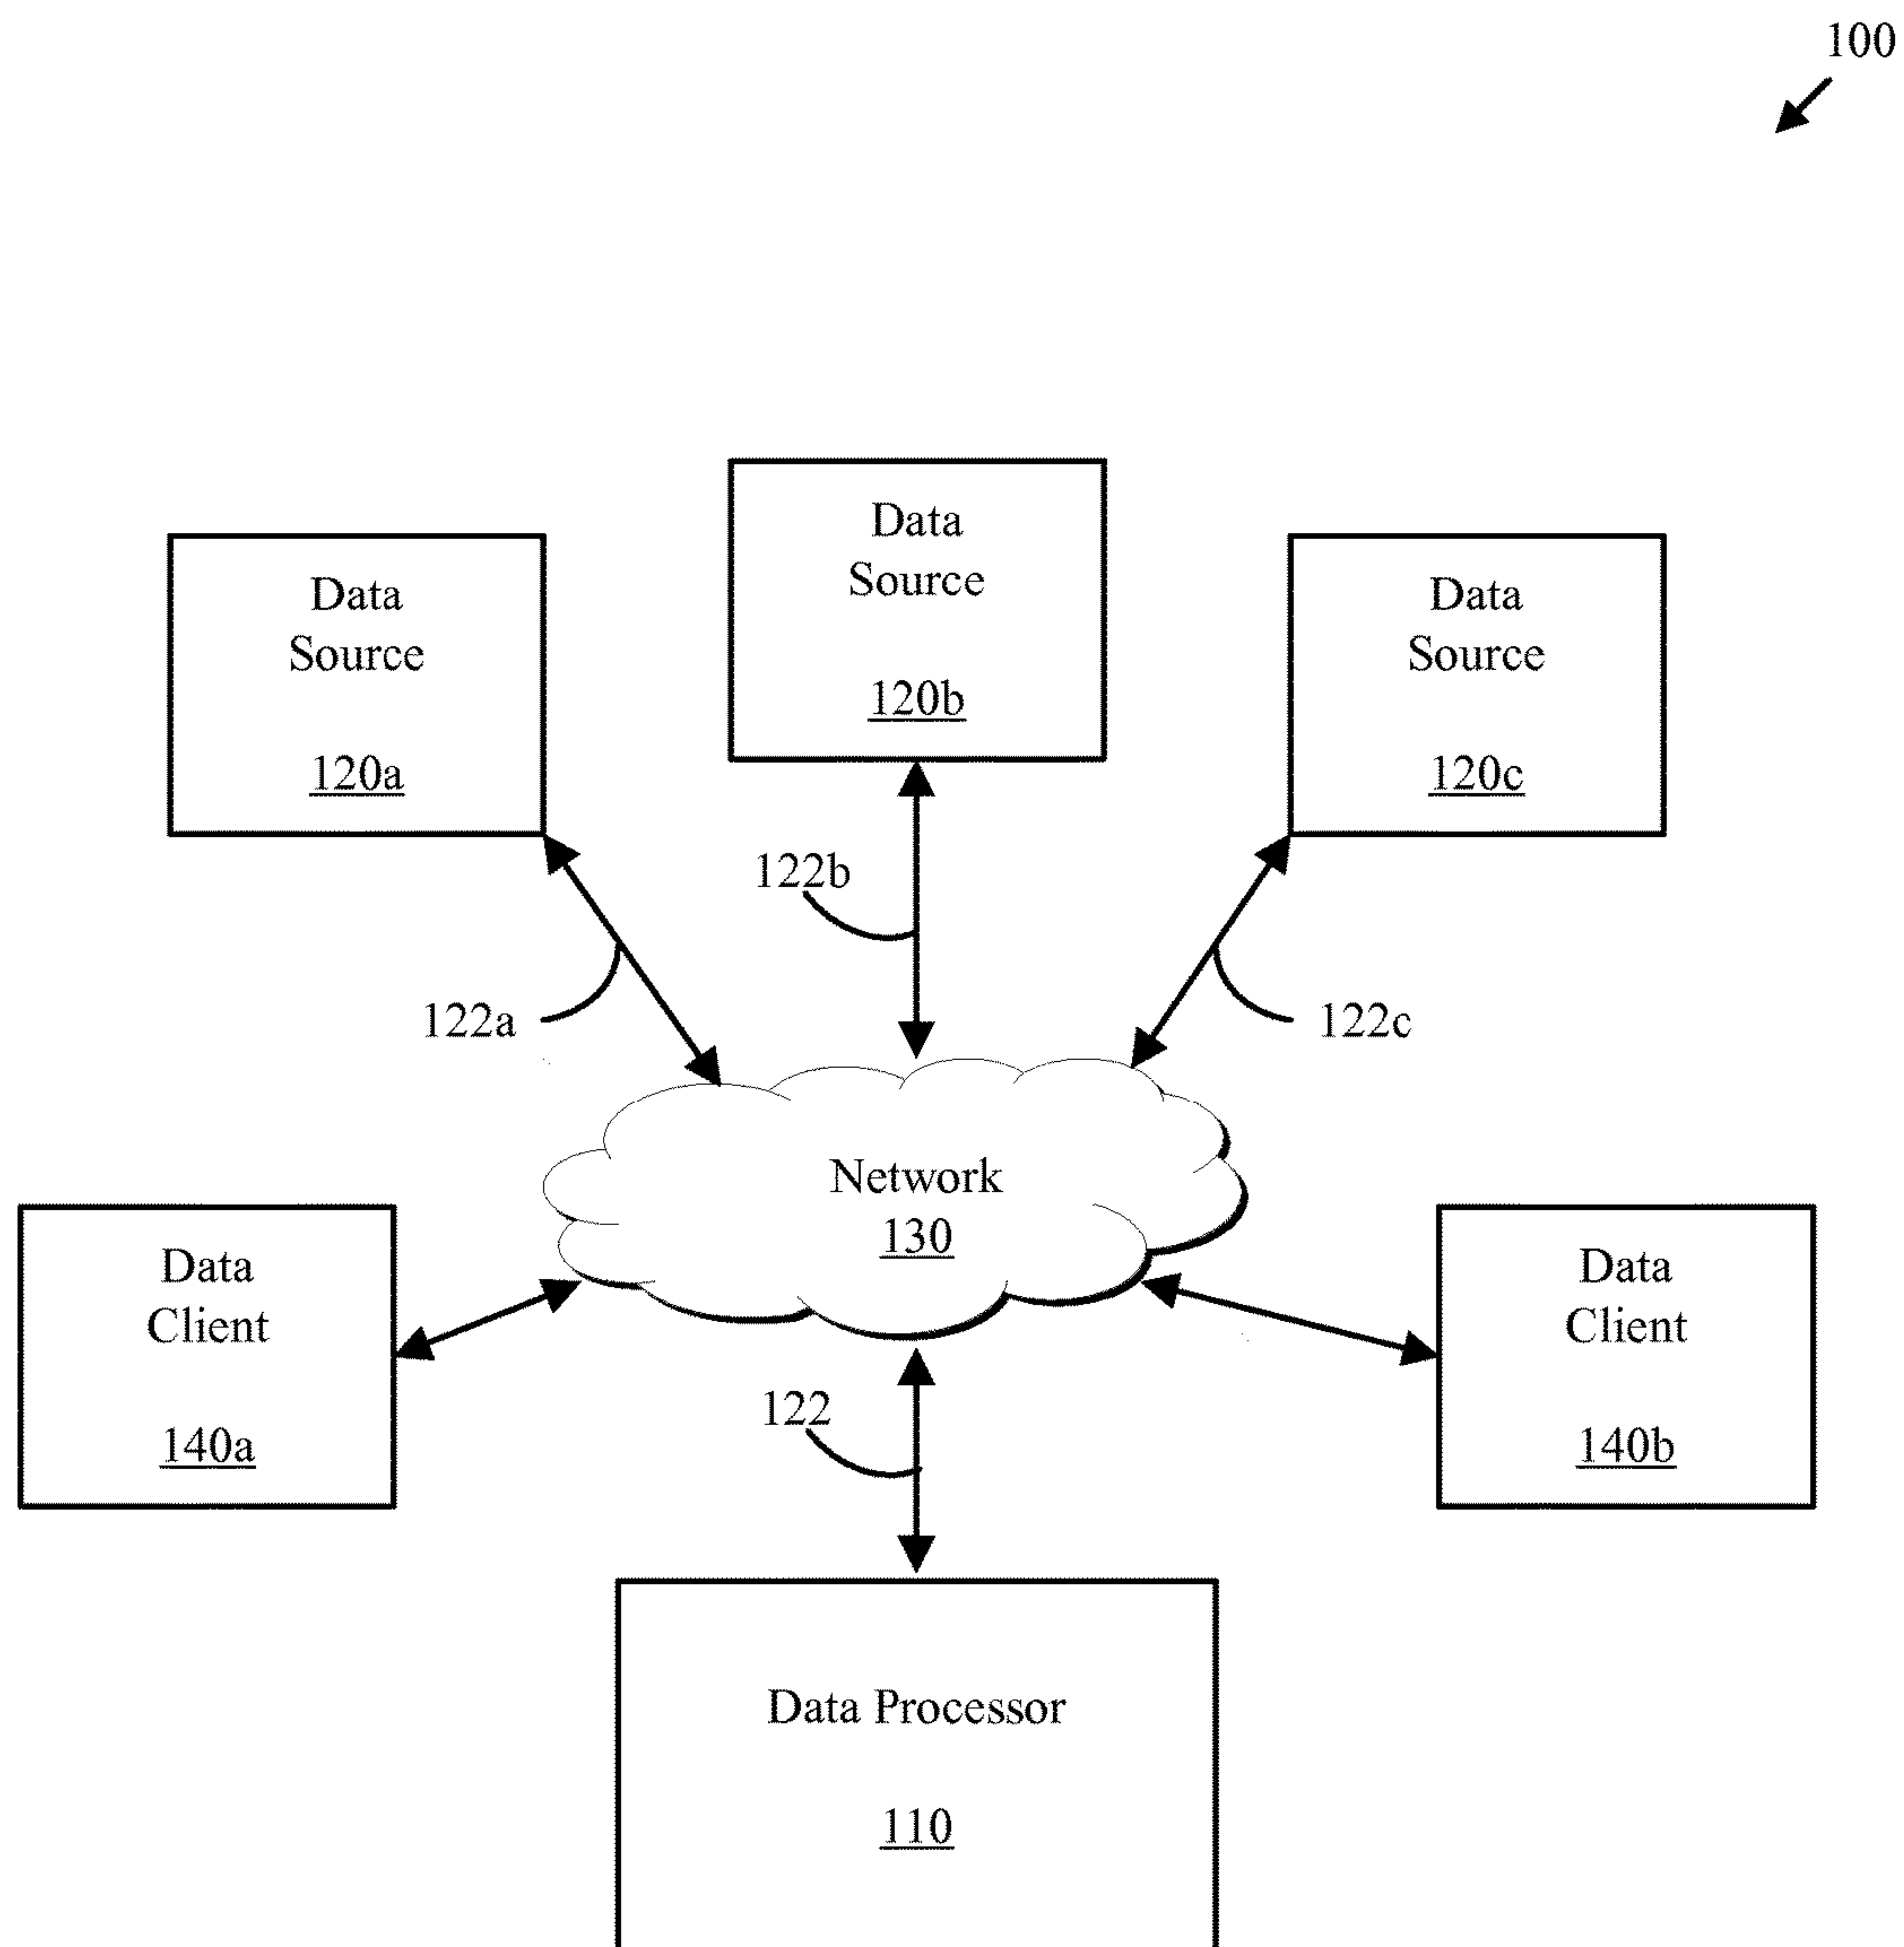 100
Data
Source
120a
Data
Source
120b
Data
Source
120c
122a
122b
122c
Network
130
Data
Client
140a
Data
Client
140b
122
Data Processor
110